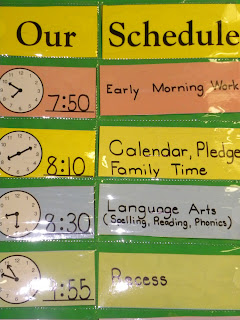 Our Schedule
7:50 Early Morning Work
8:10 Calendar, Pledge
Family Time
8:30 Language Arts
(Spelling, Reading, Phonics)
:55 Recess